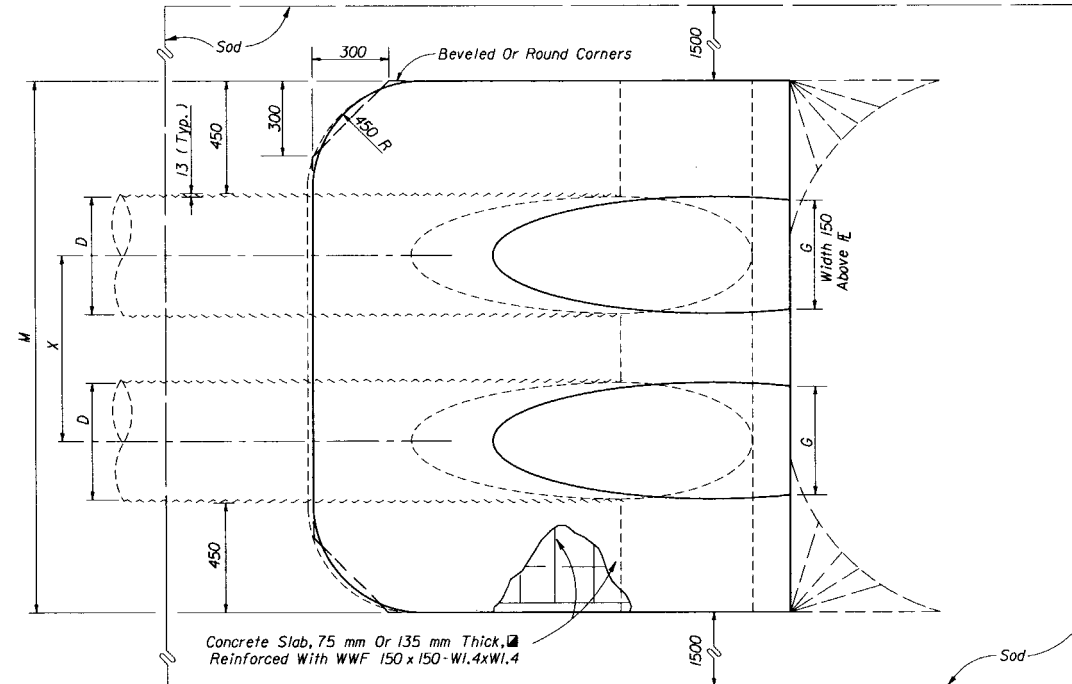 Sod
300
Beveled Or Round Corners
1500
13 (Typ.)
450
300
450 R
D
G
Width 150
Above FL
M
X
D
G
450
Concrete Slab, 75 mm Or 135 mm Thick,
Reinforced With WWF 150 x 150-W1.4xW1.4
1500
Sod